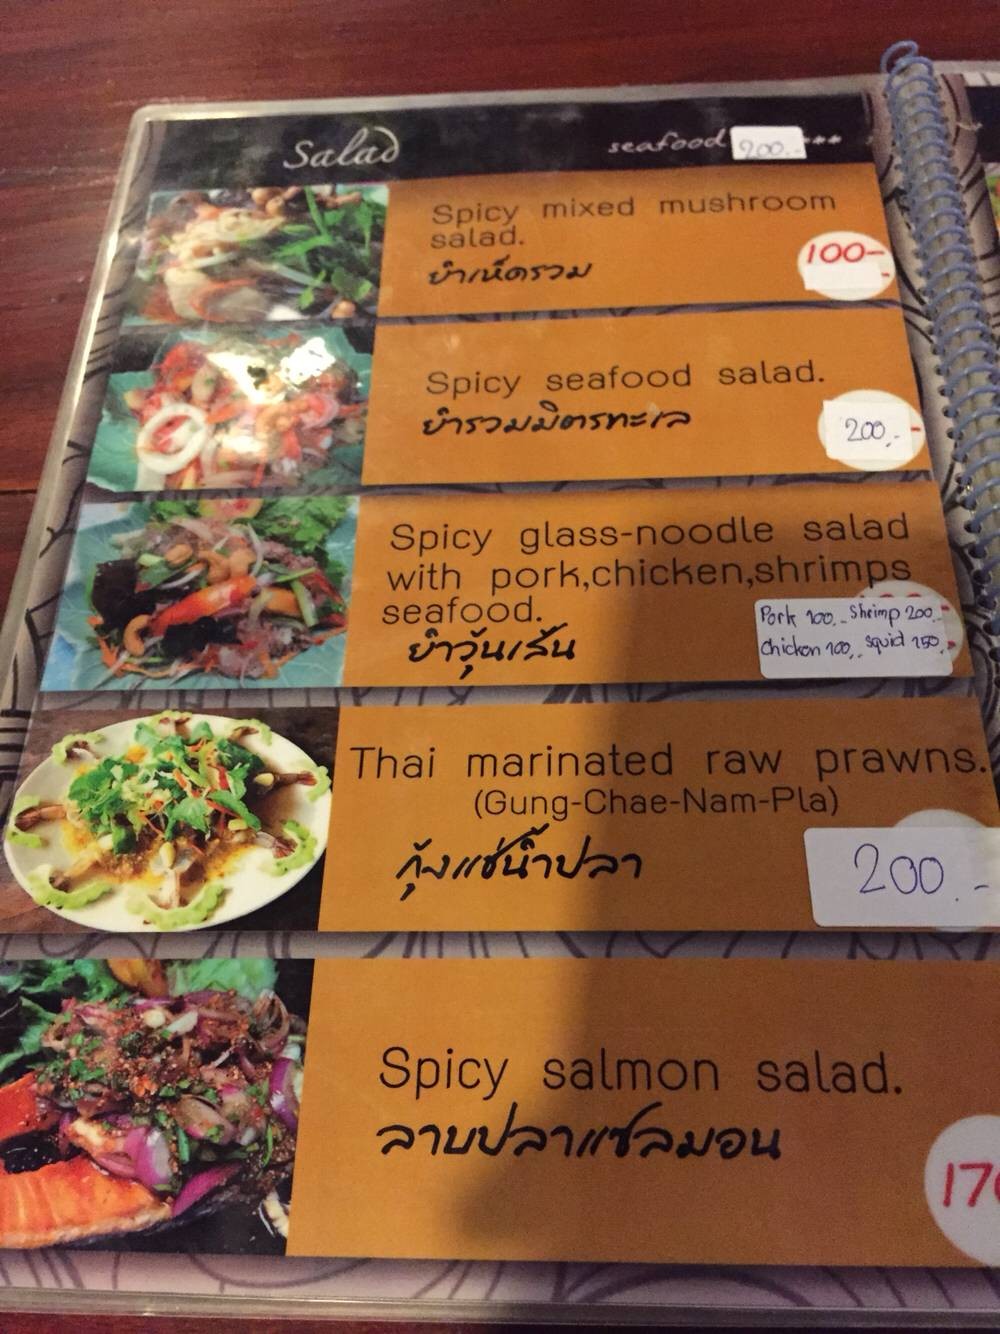 Salad
seafood 200.- ***
Spicy mixed mushroom
salad.
ยำเห็ดรวม
100-
Spicy seafood salad.
ยำรวมมิตรทะเล
200.-
Spicy glass-noodle salad
with pork,chicken,shrimps
seafood.
ยำวุ้นเส้น
Pork 100.- Shrimp 200.-
Chicken 100.- Squid 150.-
Thai marinated raw prawns.
(Gung-Chae-Nam-Pla)
กุ้งแช่น้ำปลา
200.-
Spicy salmon salad.
ลาบปลาแซลมอน